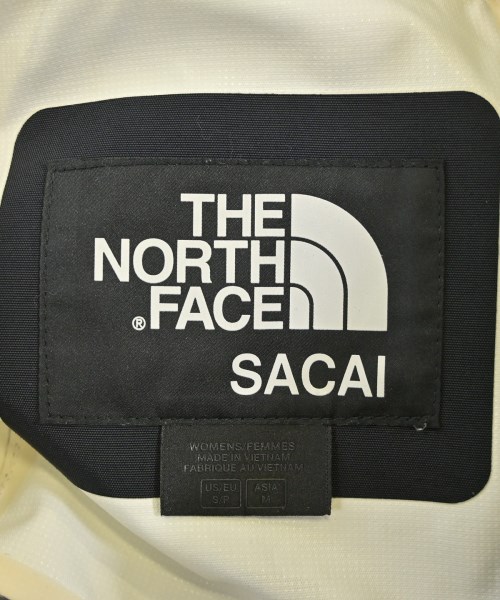 THE
NORTH
® FACE
SACAI
WOMENS/FEMMES
MADE IN VIETNAM
FABRIQUE AU VIETNAM
US/EU ASIA
S/P M